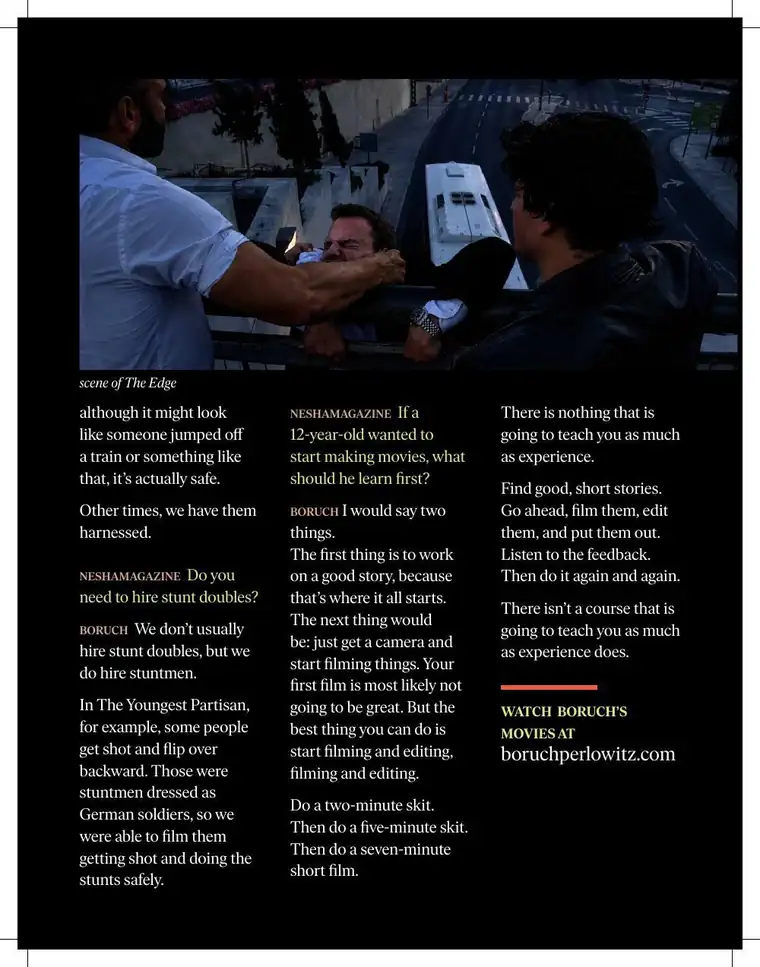 scene of The Edge
although it might look
like someone jumped off
a train or something like
that, it’s actually safe.
Other times, we have them
harnessed.
NESHAMAGAZINE Do you
need to hire stunt doubles?
BORUCH We don’t usually
hire stunt doubles, but we
do hire stuntmen.
In The Youngest Partisan,
for example, some people
get shot and flip over
backward. Those were
stuntmen dressed as
German soldiers, so we
were able to film them
getting shot and doing the
stunts safely.
NESHAMAGAZINE If a
12-year-old wanted to
start making movies, what
should he learn first?
BORUCH I would say two
things.
The first thing is to work
on a good story, because
that’s where it all starts.
The next thing would
be: just get a camera and
start filming things. Your
first film is most likely not
going to be great. But the
best thing you can do is
start filming and editing,
filming and editing.
Do a two-minute skit.
Then do a five-minute skit.
Then do a seven-minute
short film.
There is nothing that is
going to teach you as much
as experience.
Find good, short stories.
Go ahead, film them, edit
them, and put them out.
Listen to the feedback.
Then do it again and again.
There isn’t a course that is
going to teach you as much
as experience does.
WATCH BORUCH’S
MOVIES AT
boruchperlowitz.com